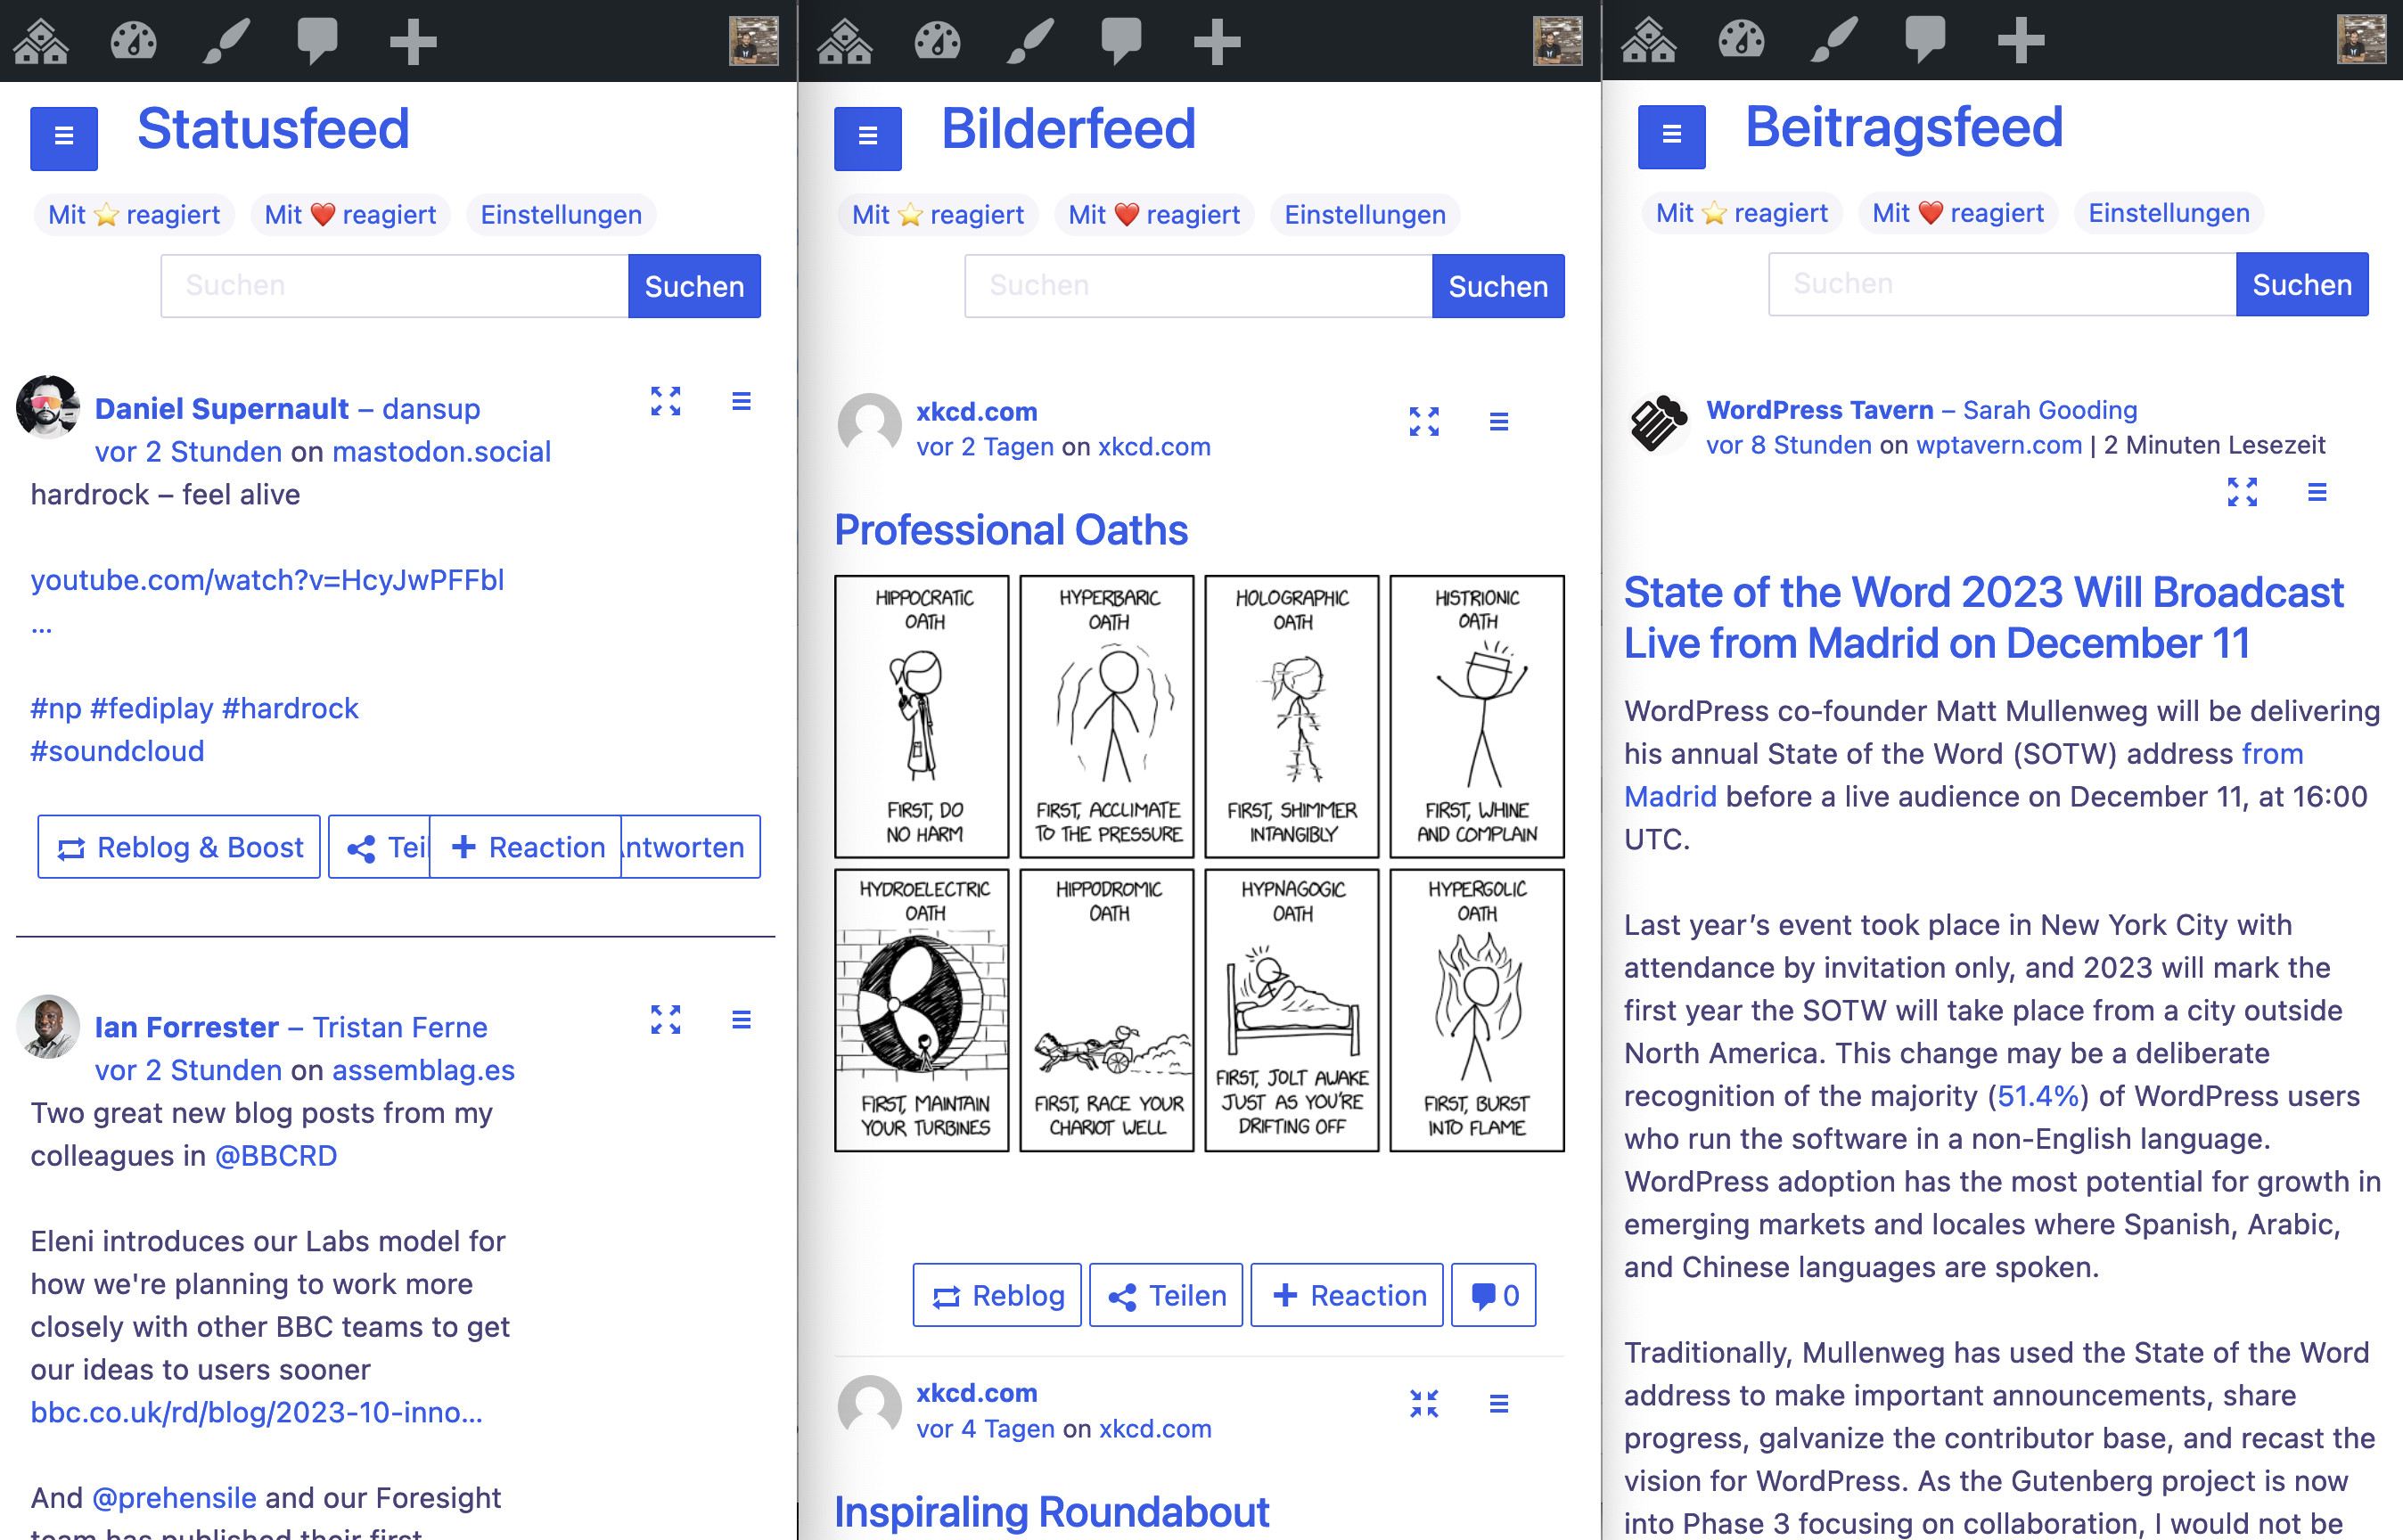 Statusfeed
Mit ⭐ reagiert Mit ❤️ reagiert Einstellungen
Suchen Suchen
Daniel Supernault – dansup
vor 2 Stunden on mastodon.social
hardrock – feel alive
youtube.com/watch?v=HcyJwPFFbl
...
#np #fediplay #hardrock
#soundcloud
Reblog & Boost Teil + Reaction Antworten
Ian Forrester – Tristan Ferne
vor 2 Stunden on assemblag.es
Two great new blog posts from my
colleagues in @BBCRD
Eleni introduces our Labs model for
how we're planning to work more
closely with other BBC teams to get
our ideas to users sooner
bbc.co.uk/rd/blog/2023-10-inno...
And @prehensile and our Foresight
team has published their first
Bilderfeed
Mit ⭐ reagiert Mit ❤️ reagiert Einstellungen
Suchen Suchen
xkcd.com
vor 2 Tagen on xkcd.com
Professional Oaths
HIPPOCRATIC
OATH
FIRST, DO
NO HARM
HYPERBARIC
OATH
FIRST, ACCLIMATE
TO THE PRESSURE
HOLOGRAPHIC
OATH
FIRST, SHIMMER
INTANGIBLY
HISTRIONIC
OATH
FIRST, WHINE
AND COMPLAIN
HYDROELECTRIC
OATH
FIRST, MAINTAIN
YOUR TURBINES
HIPPODROMIC
OATH
FIRST, RACE YOUR
CHARIOT WELL
HYPNAGOGIC
OATH
FIRST, JOLT AWAKE
JUST AS YOU'RE
DRIFTING OFF
HYPERGOLIC
OATH
FIRST, BURST
INTO FLAME
Reblog Teilen + Reaction 0
xkcd.com
vor 4 Tagen on xkcd.com
Inspiraling Roundabout
Beitragsfeed
Mit ⭐ reagiert Mit ❤️ reagiert Einstellungen
Suchen Suchen
WordPress Tavern – Sarah Gooding
vor 8 Stunden on wptavern.com | 2 Minuten Lesezeit
State of the Word 2023 Will Broadcast
Live from Madrid on December 11
WordPress co-founder Matt Mullenweg will be delivering
his annual State of the Word (SOTW) address from
Madrid before a live audience on December 11, at 16:00
UTC.
Last year’s event took place in New York City with
attendance by invitation only, and 2023 will mark the
first year the SOTW will take place from a city outside
North America. This change may be a deliberate
recognition of the majority (51.4%) of WordPress users
who run the software in a non-English language.
WordPress adoption has the most potential for growth in
emerging markets and locales where Spanish, Arabic,
and Chinese languages are spoken.
Traditionally, Mullenweg has used the State of the Word
address to make important announcements, share
progress, galvanize the contributor base, and recast the
vision for WordPress. As the Gutenberg project is now
into Phase 3 focusing on collaboration, I would not be